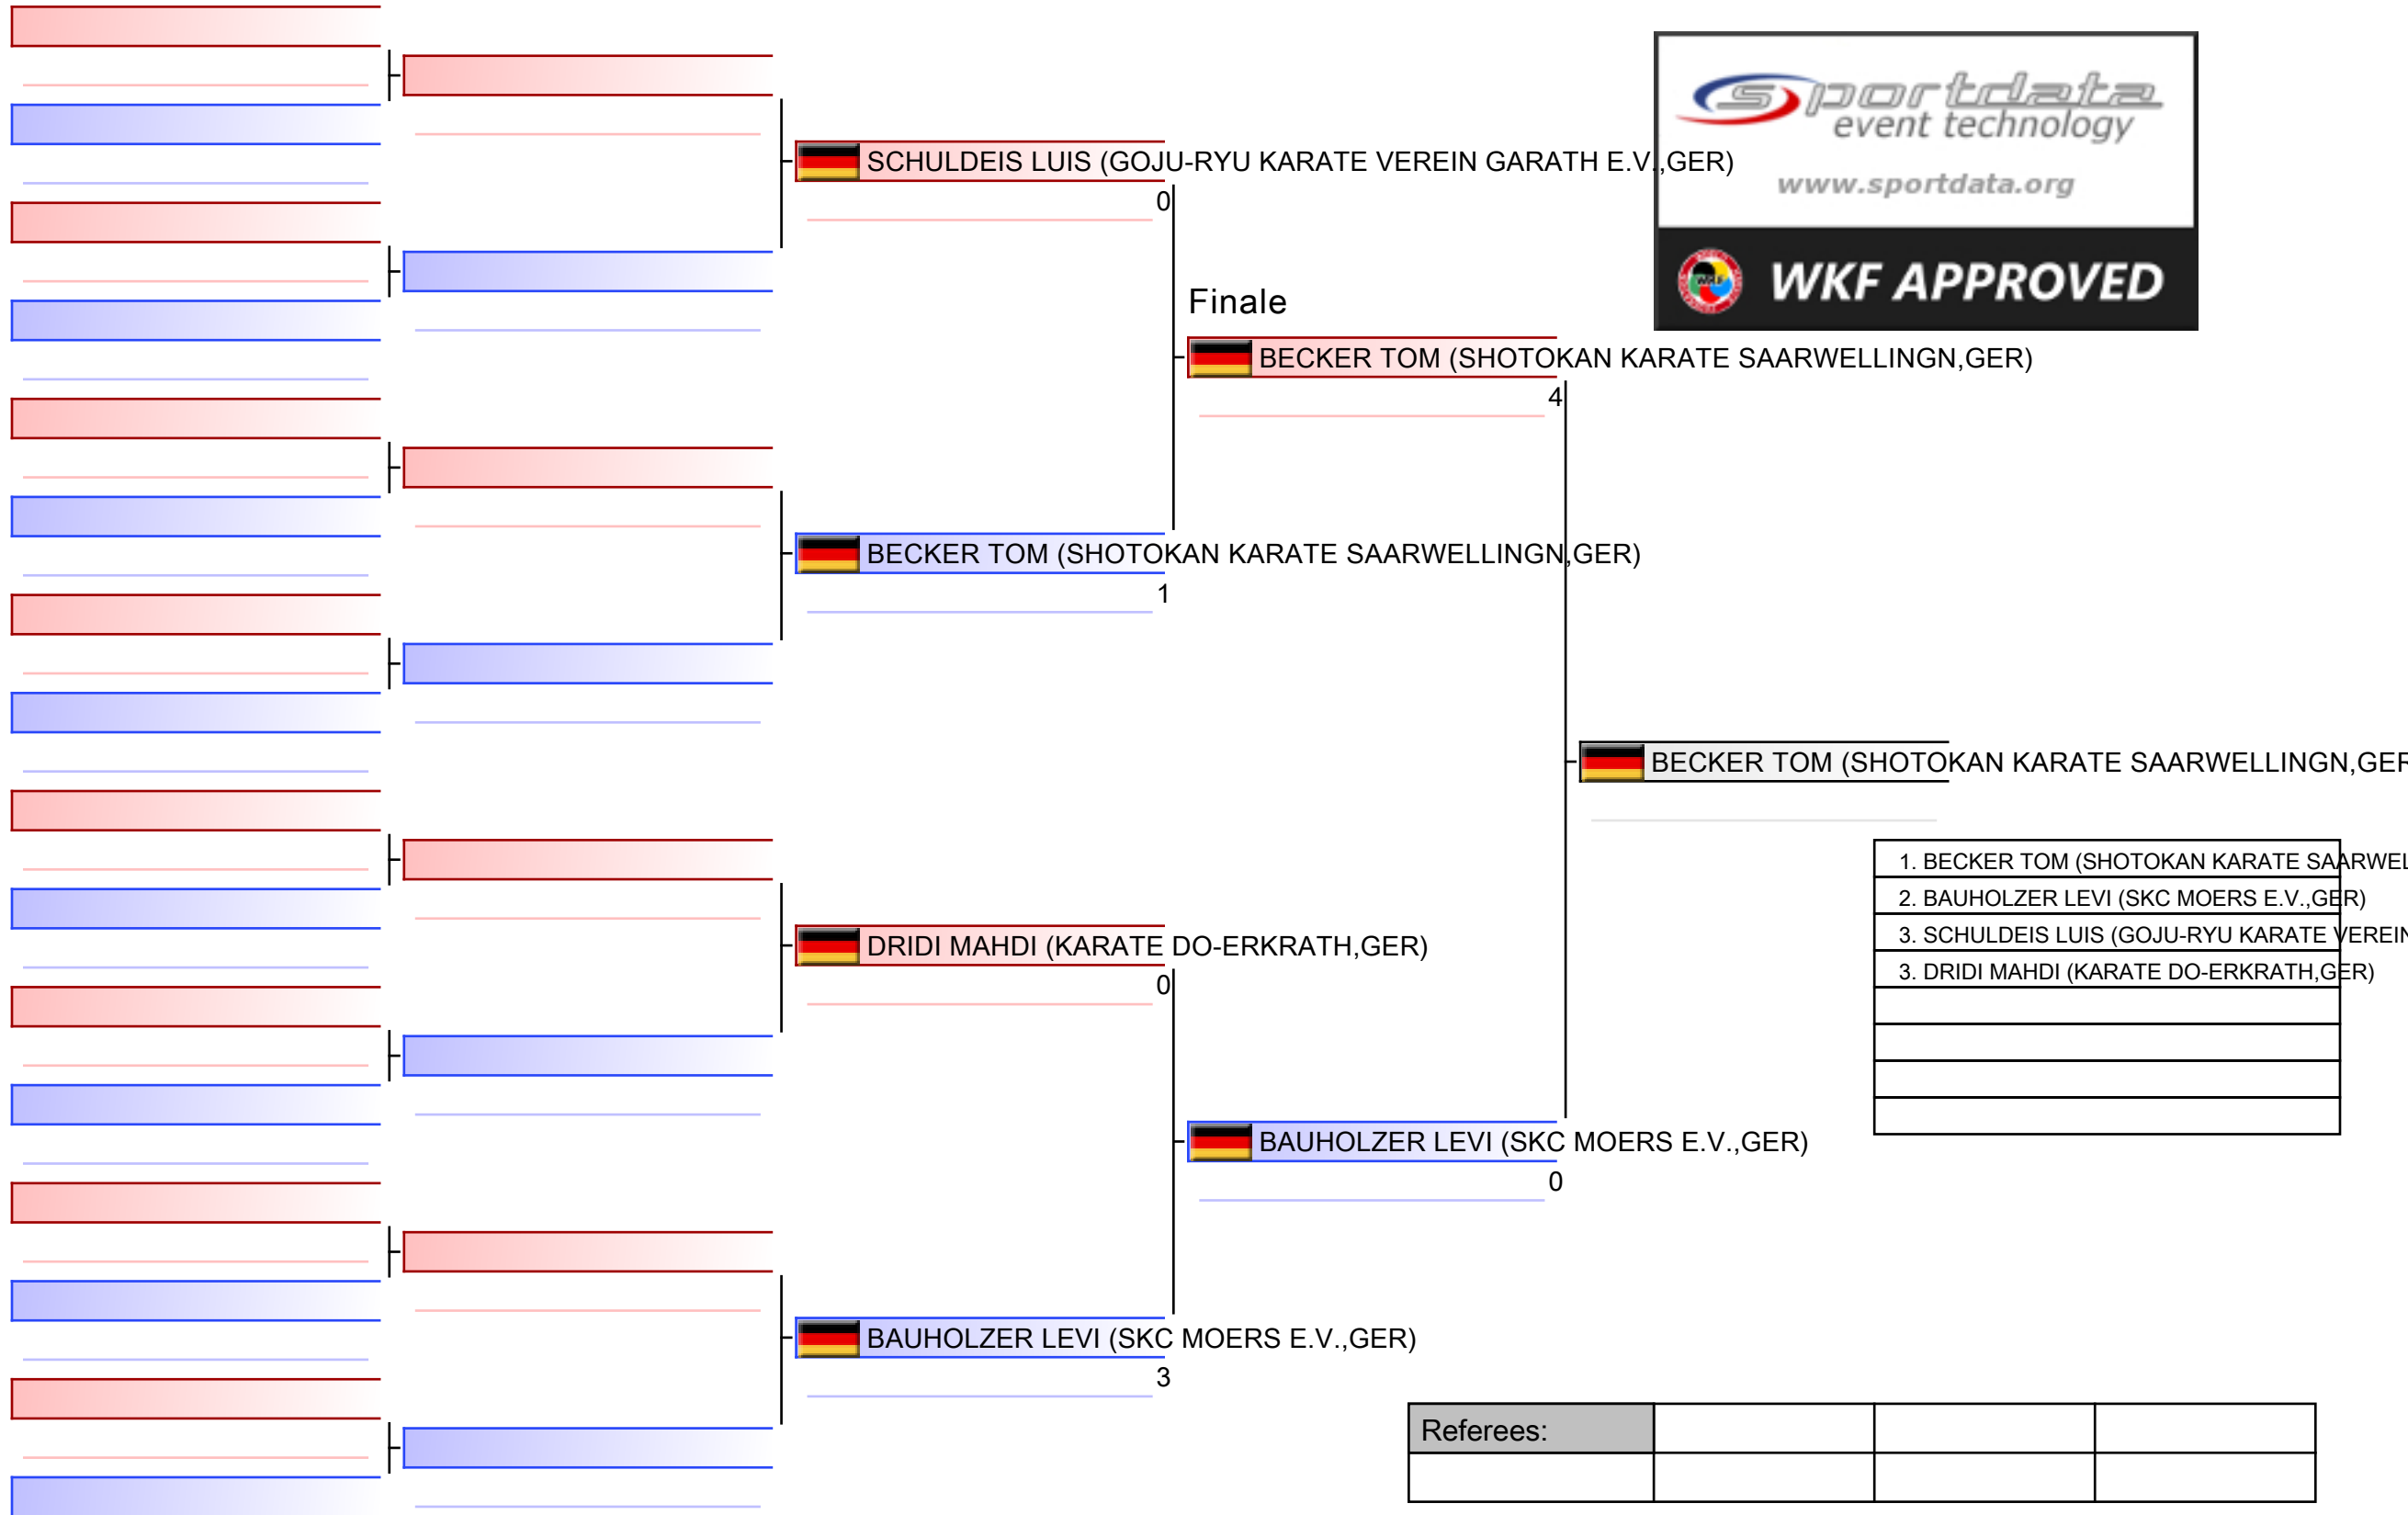 sportdata
event technology
www.sportdata.org
WKF APPROVED
SCHULDEIS LUIS (GOJU-RYU KARATE VEREIN GARATH E.V.,GER)
0
Finale
BECKER TOM (SHOTOKAN KARATE SAARWELLINGN,GER)
4
BECKER TOM (SHOTOKAN KARATE SAARWELLINGN,GER)
1
BECKER TOM (SHOTOKAN KARATE SAARWELLINGN,GER
1. BECKER TOM (SHOTOKAN KARATE SAARWEL
2. BAUHOLZER LEVI (SKC MOERS E.V.,GER)
3. SCHULDEIS LUIS (GOJU-RYU KARATE VEREIN
3. DRIDI MAHDI (KARATE DO-ERKRATH,GER)
DRIDI MAHDI (KARATE DO-ERKRATH,GER)
0
BAUHOLZER LEVI (SKC MOERS E.V.,GER)
0
BAUHOLZER LEVI (SKC MOERS E.V.,GER)
3
Referees: